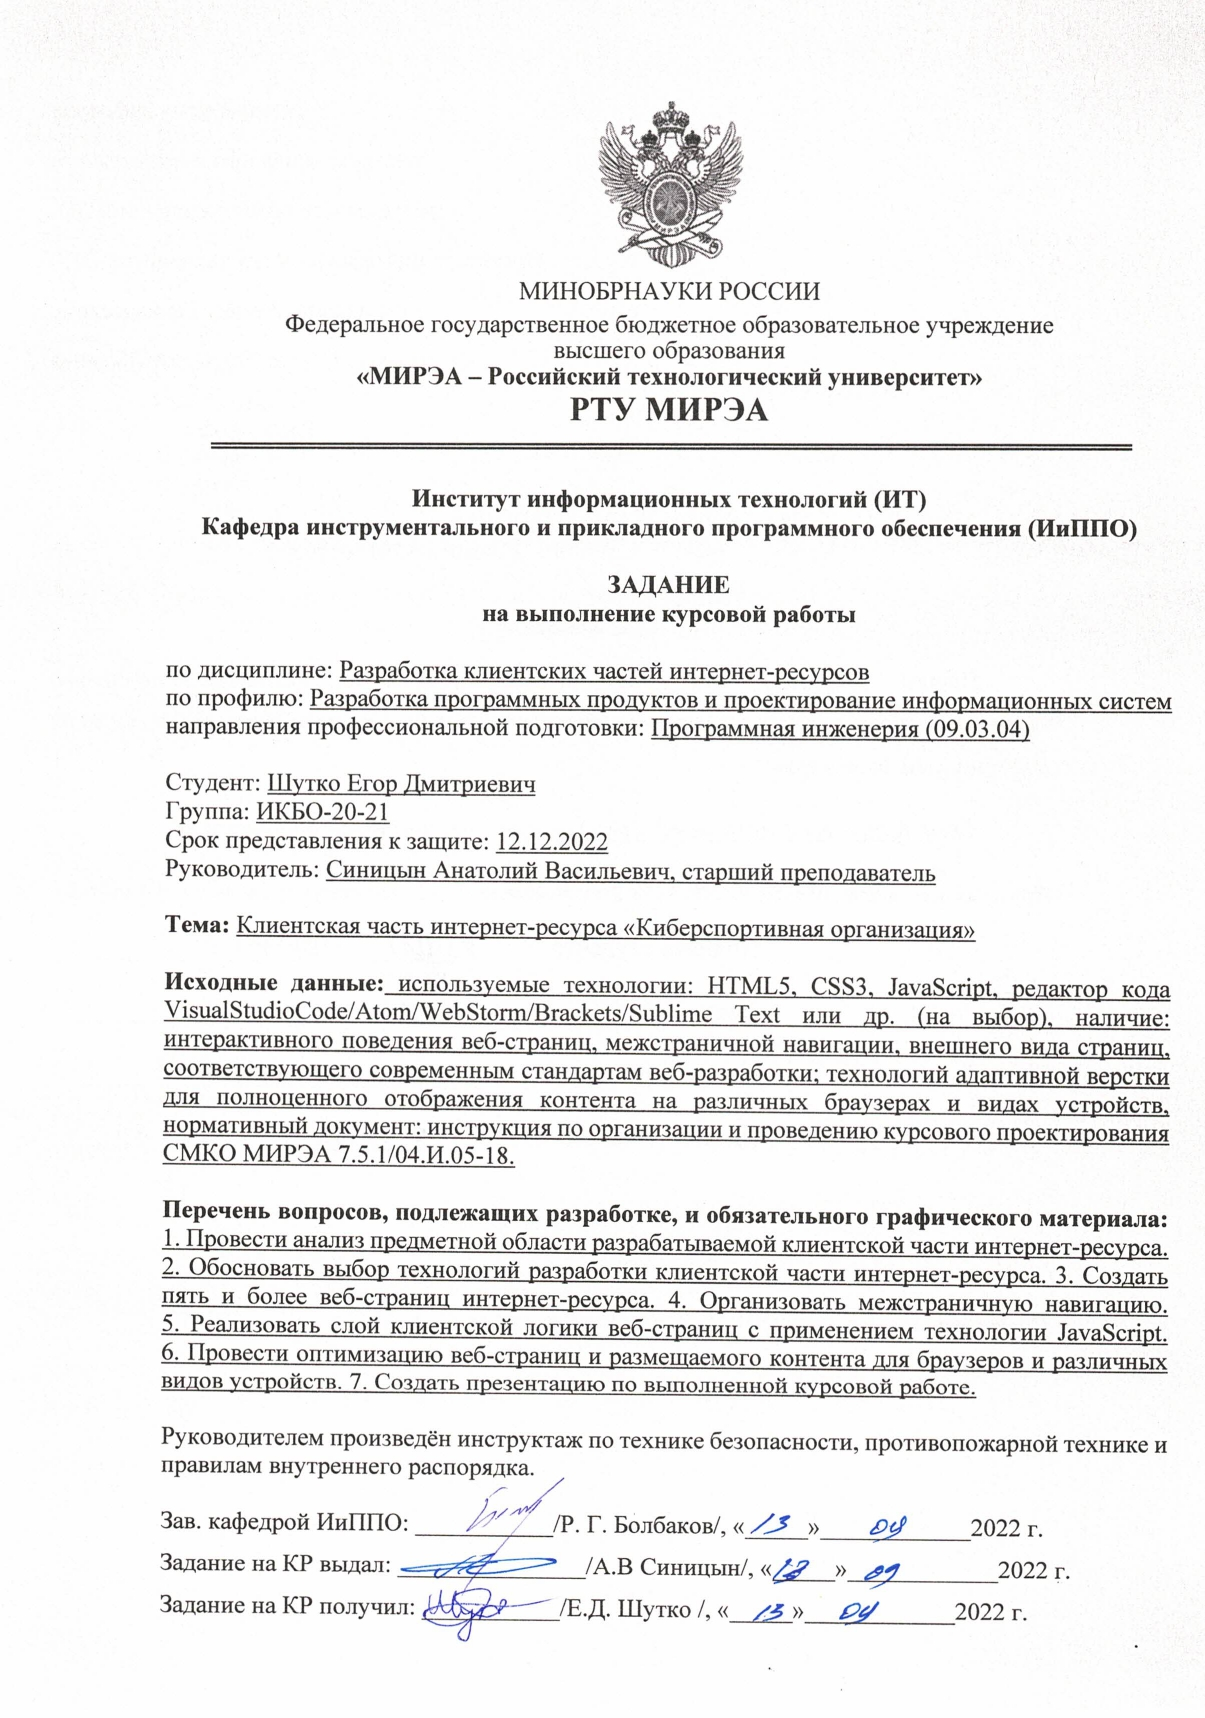 МИНОБРНАУКИ РОССИИ
Федеральное государственное бюджетное образовательное учреждение
высшего образования
«МИРЭА – Российский технологический университет»
РТУ МИРЭА
Институт информационных технологий (ИТ)
Кафедра инструментального и прикладного программного обеспечения (ИиППО)
ЗАДАНИЕ
на выполнение курсовой работы
по дисциплине: Разработка клиентских частей интернет-ресурсов
по профилю: Разработка программных продуктов и проектирование информационных систем
направления профессиональной подготовки: Программная инженерия (09.03.04)
Студент: Шутко Егор Дмитриевич
Группа: ИКБО-20-21
Срок представления к защите: 12.12.2022
Руководитель: Синицын Анатолий Васильевич, старший преподаватель
Тема: Клиентская часть интернет-ресурса «Киберспортивная организация»
Исходные данные: используемые технологии: HTML5, CSS3, JavaScript, редактор кода
VisualStudioCode/Atom/WebStorm/Brackets/Sublime Text или др. (на выбор), наличие:
интерактивного поведения веб-страниц, межстраничной навигации, внешнего вида страниц,
соответствующего современным стандартам веб-разработки; технологий адаптивной верстки
для полноценного отображения контента на различных браузерах и видах устройств,
нормативный документ: инструкция по организации и проведению курсового проектирования
СМКО МИРЭА 7.5.1/04.И.05-18.
Перечень вопросов, подлежащих разработке, и обязательного графического материала:
1. Провести анализ предметной области разрабатываемой клиентской части интернет-ресурса.
2. Обосновать выбор технологий разработки клиентской части интернет-ресурса. 3. Создать
пять и более веб-страниц интернет-ресурса. 4. Организовать межстраничную навигацию.
5. Реализовать слой клиентской логики веб-страниц с применением технологии JavaScript.
6. Провести оптимизацию веб-страниц и размещаемого контента для браузеров и различных
видов устройств. 7. Создать презентацию по выполненной курсовой работе.
Руководителем произведён инструктаж по технике безопасности, противопожарной технике и
правилам внутреннего распорядка.
Зав. кафедрой ИиППО: ___________/Р. Г. Болбаков/, «13»____09____2022 г.
Задание на КР выдал: ___________/А.В Синицын/, «__»____09____2022 г.
Задание на КР получил: ___________/Е.Д. Шутко /, «13»____09____2022 г.